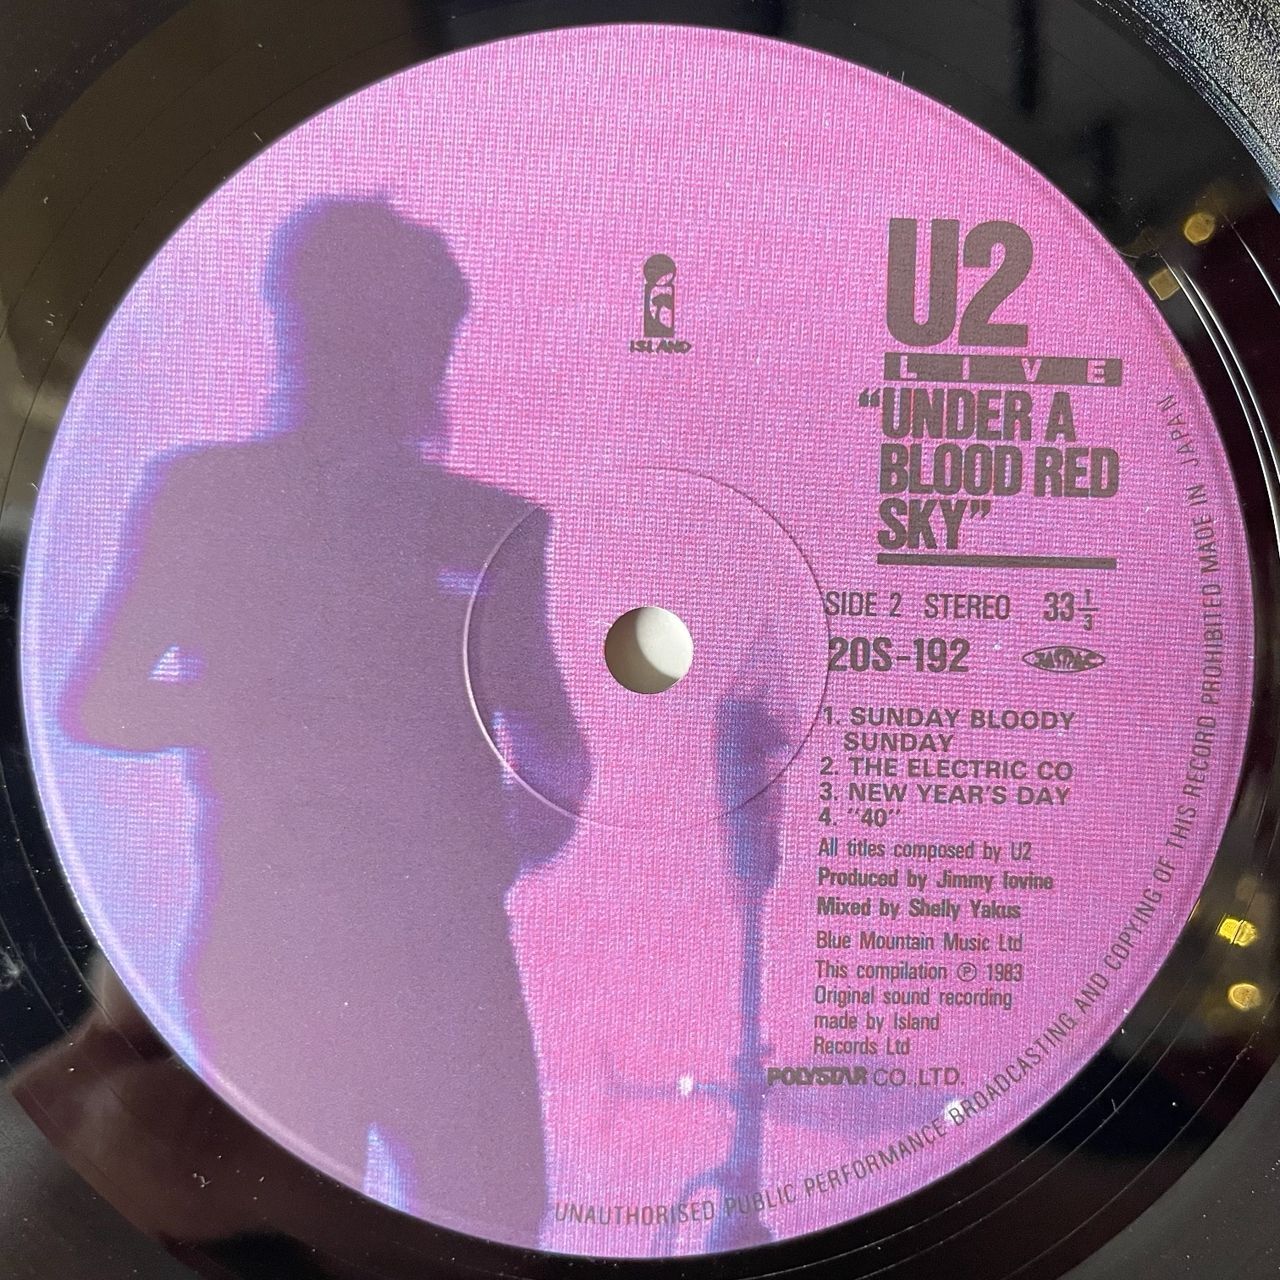 ISLAND
U2
LIVE
“UNDER A
BLOOD RED
SKY”
SIDE 2 STEREO 33 1/3
20S-192 JASRAC
1. SUNDAY BLOODY
SUNDAY
2. THE ELECTRIC CO
3. NEW YEAR'S DAY
4. "40"
All titles composed by U2
Produced by Jimmy Iovine
Mixed by Shelly Yakus
Blue Mountain Music Ltd
This compilation ℗ 1983
Original sound recording
made by Island
Records Ltd
POLYSTAR CO.,LTD.
UNAUTHORISED PUBLIC PERFORMANCE BROADCASTING AND COPYING OF THIS RECORD PROHIBITED MADE IN JAPAN